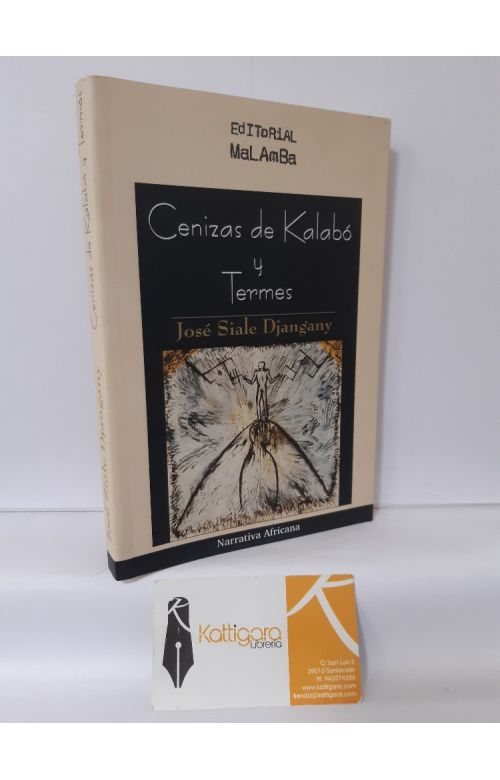 EdITORiAL
MaLAmBa
Cenizas de Kalabó
y
Termes
José Siale Djangany
Narrativa Africana
Cenizas de Kalabó y Termes
José Siale Djangany
Kattigara
Librería
C/ San Luis 5
39010 Santander
www.kattigara.com
tienda@kattigara.com